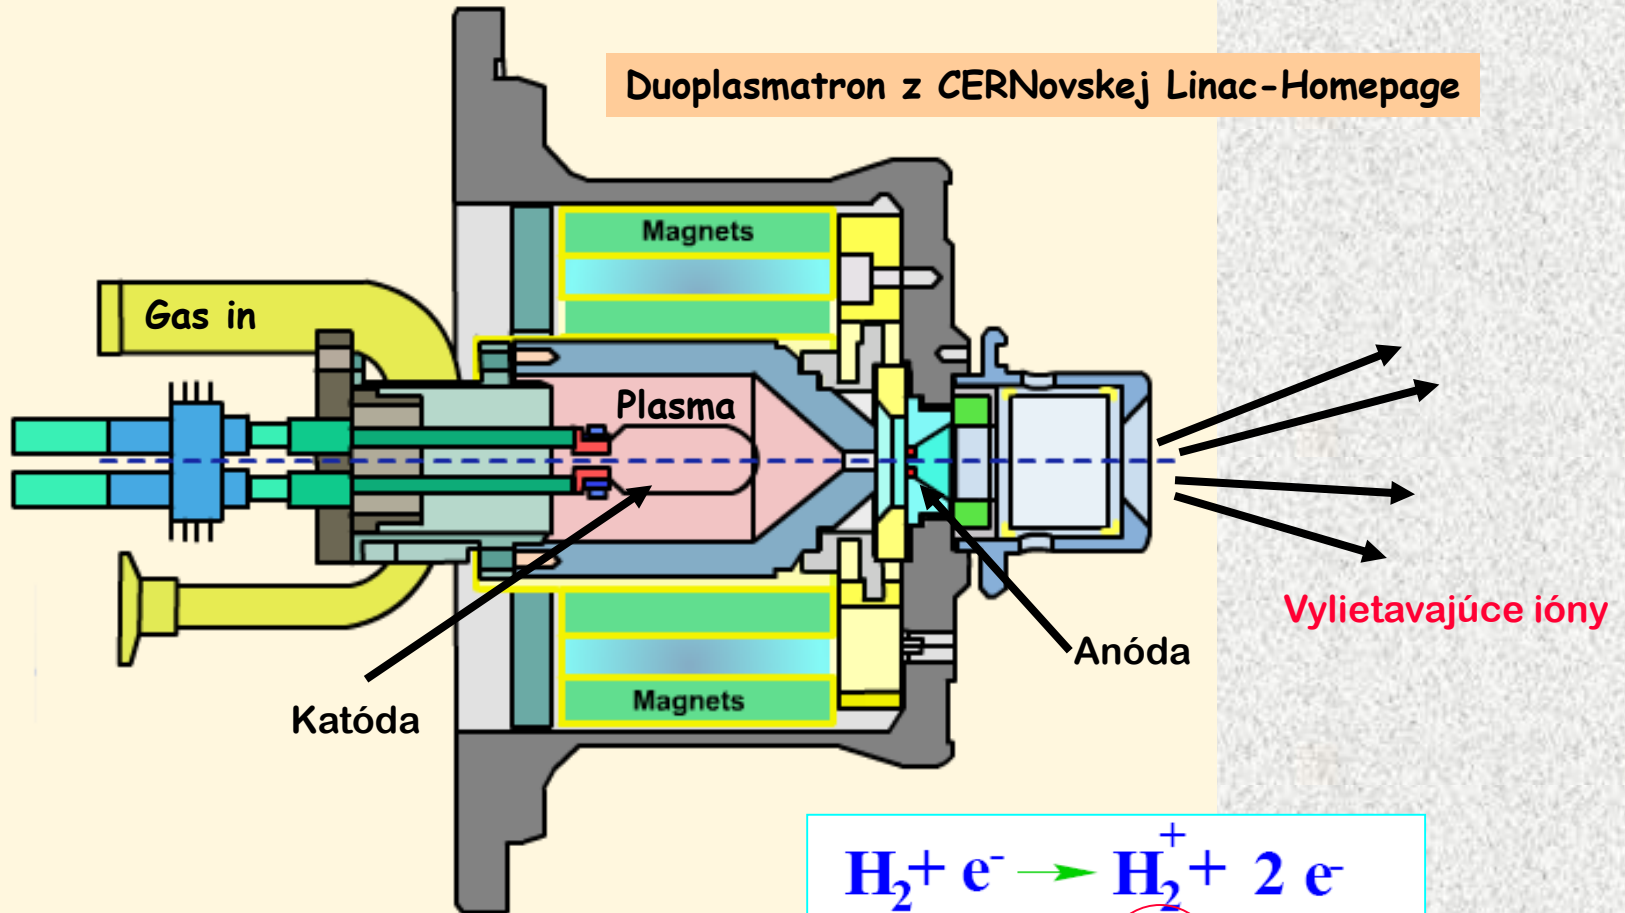 Duoplasmatron z CERNovskej Linac-Homepage
Magnets
Gas in
Plasma
Vylietavajúce ióny
Anóda
Magnets
Katóda
H₂+ e⁻ → H₂⁺ + 2 e⁻